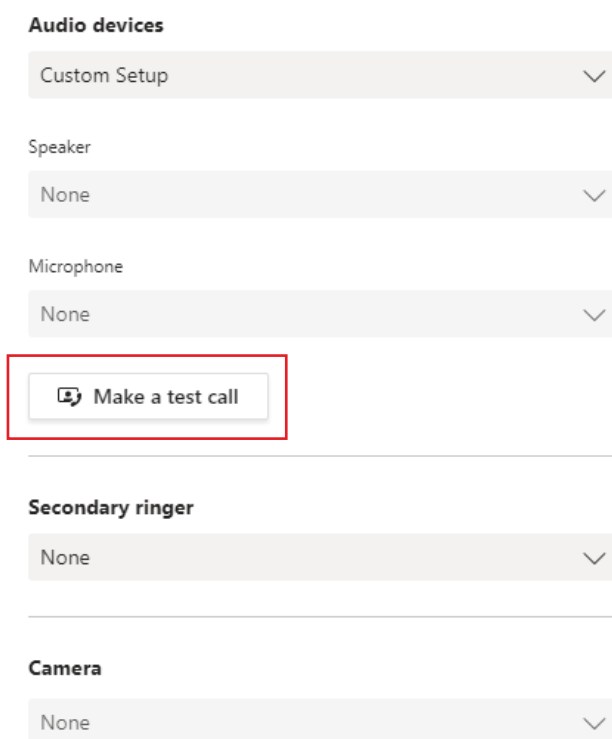 Audio devices
Custom Setup
Speaker
None
Microphone
None
Make a test call
Secondary ringer
None
Camera
None